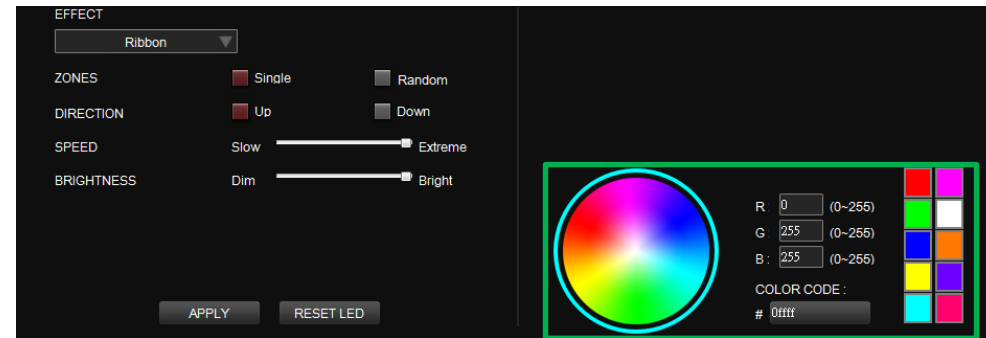 EFFECT
Ribbon
ZONES Single Random
DIRECTION Up Down
SPEED Slow Extreme
BRIGHTNESS Dim Bright
APPLY RESET LED
R 0 (0~255)
G 255 (0~255)
B : 255 (0~255)
COLOR CODE :
# 0ffff